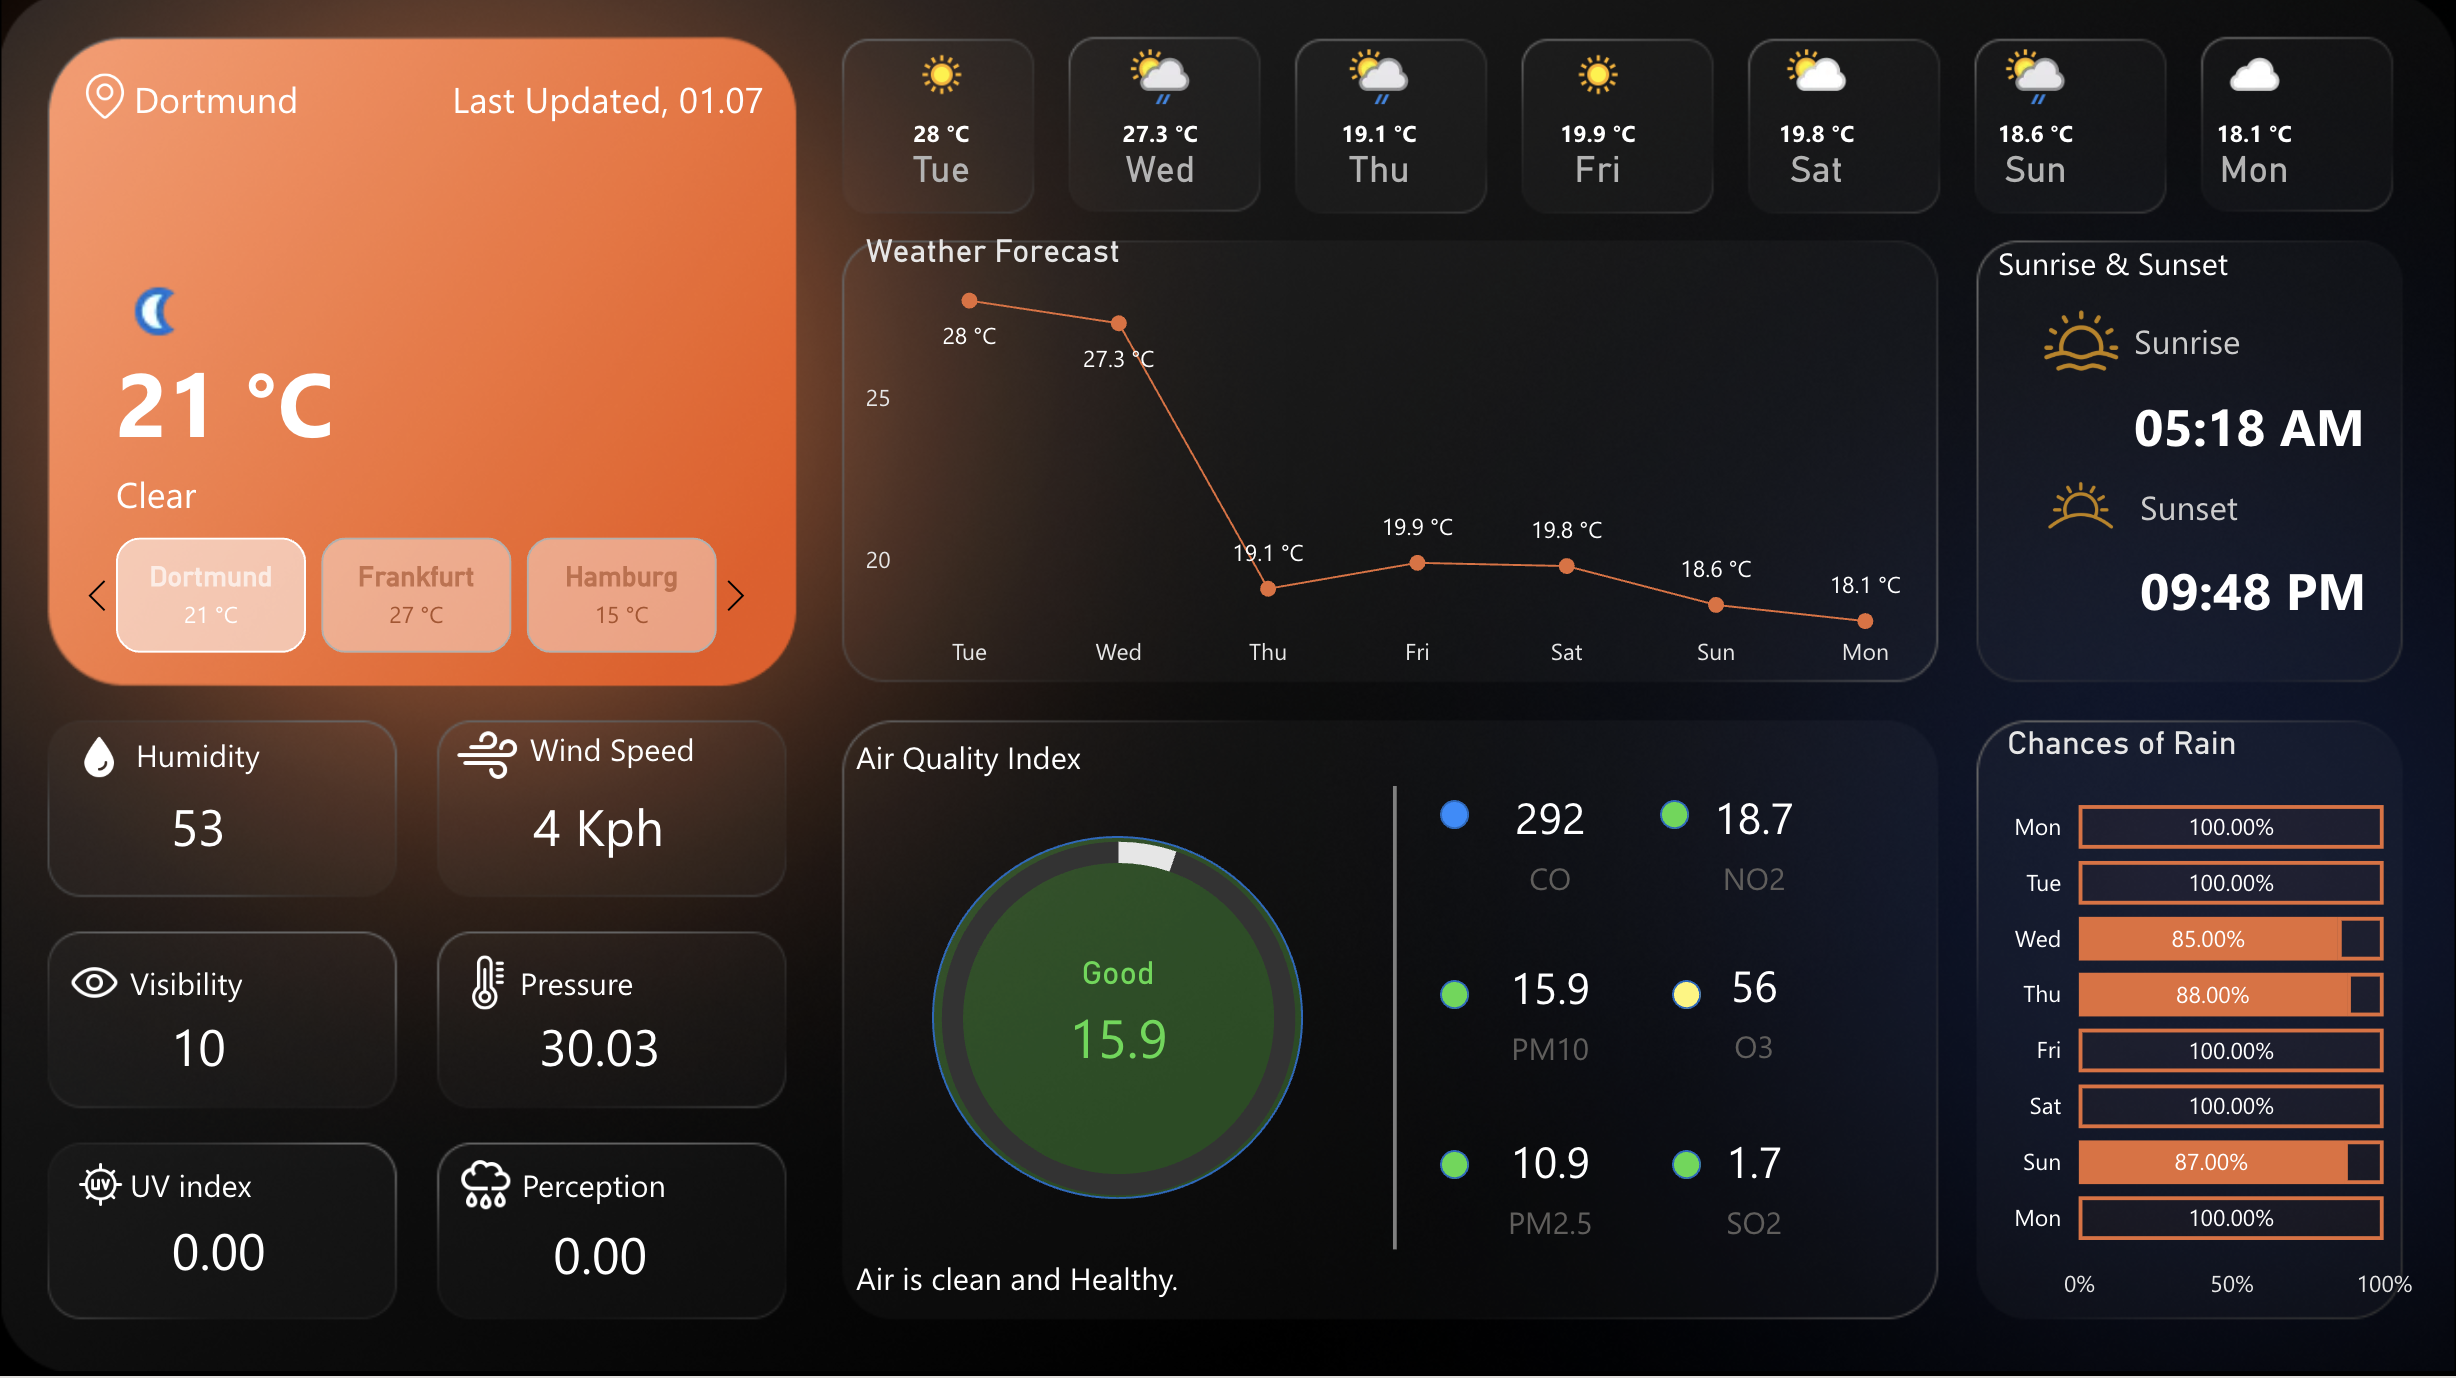 Dortmund
Last Updated, 01.07
21 °C
Clear
Dortmund
21 °C
Frankfurt
27 °C
Hamburg
15 °C
28 °C
Tue
27.3 °C
Wed
19.1 °C
Thu
19.9 °C
Fri
19.8 °C
Sat
18.6 °C
Sun
18.1 °C
Mon
Weather Forecast
28 °C
27.3 °C
19.1 °C
19.9 °C
19.8 °C
18.6 °C
18.1 °C
25
20
Tue
Wed
Thu
Fri
Sat
Sun
Mon
Sunrise & Sunset
Sunrise
05:18 AM
Sunset
09:48 PM
Humidity
53
Wind Speed
4 Kph
Visibility
10
Pressure
30.03
UV
UV index
0.00
Perception
0.00
Air Quality Index
Good
15.9
Air is clean and Healthy.
292
CO
18.7
NO2
15.9
PM10
56
O3
10.9
PM2.5
1.7
SO2
Chances of Rain
Mon 100.00%
Tue 100.00%
Wed 85.00%
Thu 88.00%
Fri 100.00%
Sat 100.00%
Sun 87.00%
Mon 100.00%
0% 50% 100%